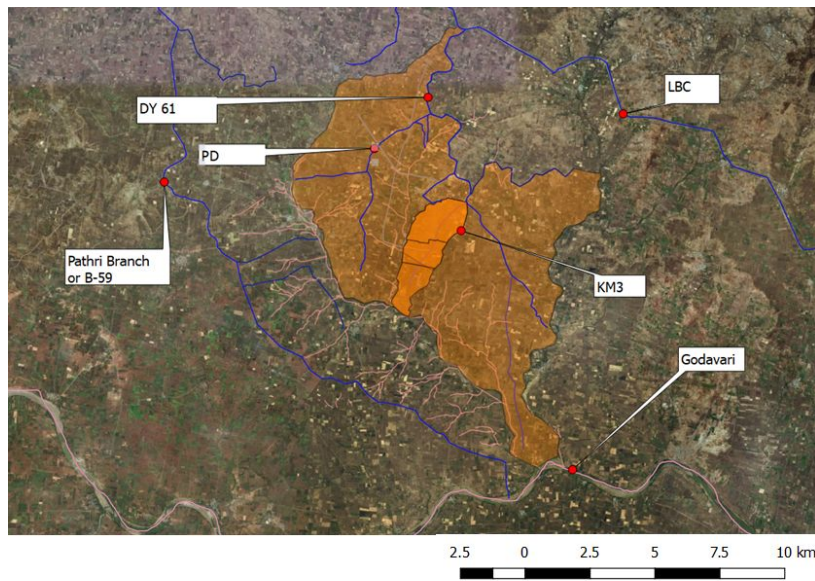 LBC
DY 61
PD
Pathri Branch
or B-59
KM3
Godavari
2.5 0 2.5 5 7.5 10 km